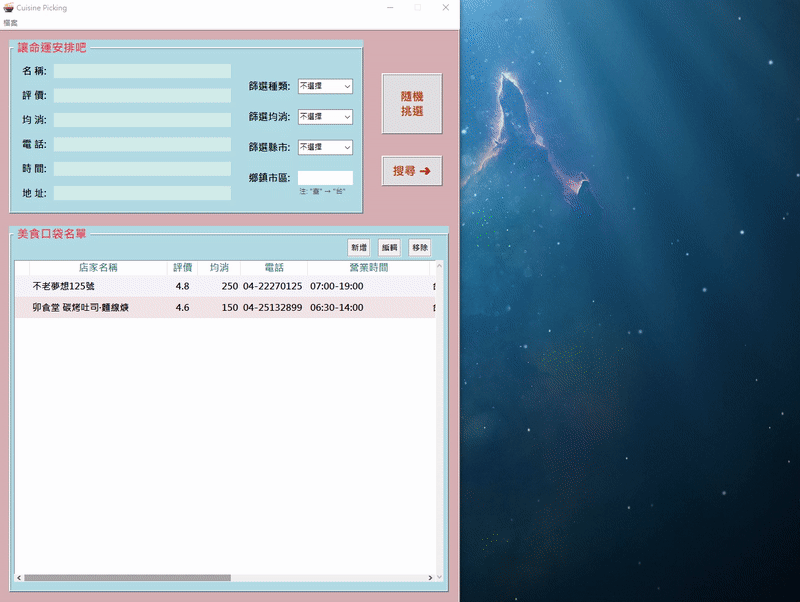 Cuisine Picking
檔案
讓命運安排吧
名 稱:
評 價:
均 消:
電 話:
時 間:
地 址:
篩選種類: 不選擇
篩選均消: 不選擇
篩選縣市: 不選擇
鄉鎮市區:
注: "臺" → "台"
隨機
挑選
搜尋 ➔
美食口袋名單
新增 編輯 移除
店家名稱 評價 均消 電話 營業時間
不老夢想125號 4.8 250 04-22270125 07:00-19:00
卯食堂 碳烤吐司‧麵線焿 4.6 150 04-25132899 06:30-14:00